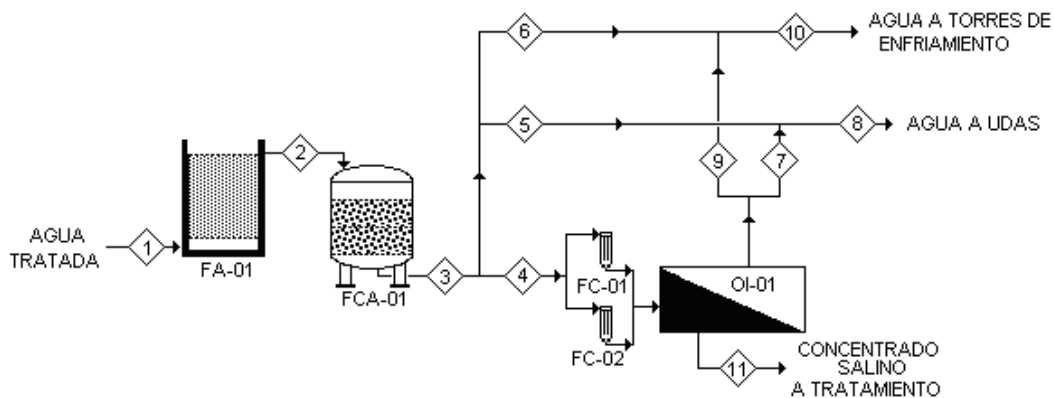 6
10
AGUA A TORRES DE
ENFRIAMIENTO
5
8
AGUA A UDAS
2
9
7
AGUA
TRATADA
1
FA-01
FCA-01
3
4
FC-01
OI-01
FC-02
11
CONCENTRADO
SALINO
A TRATAMIENTO